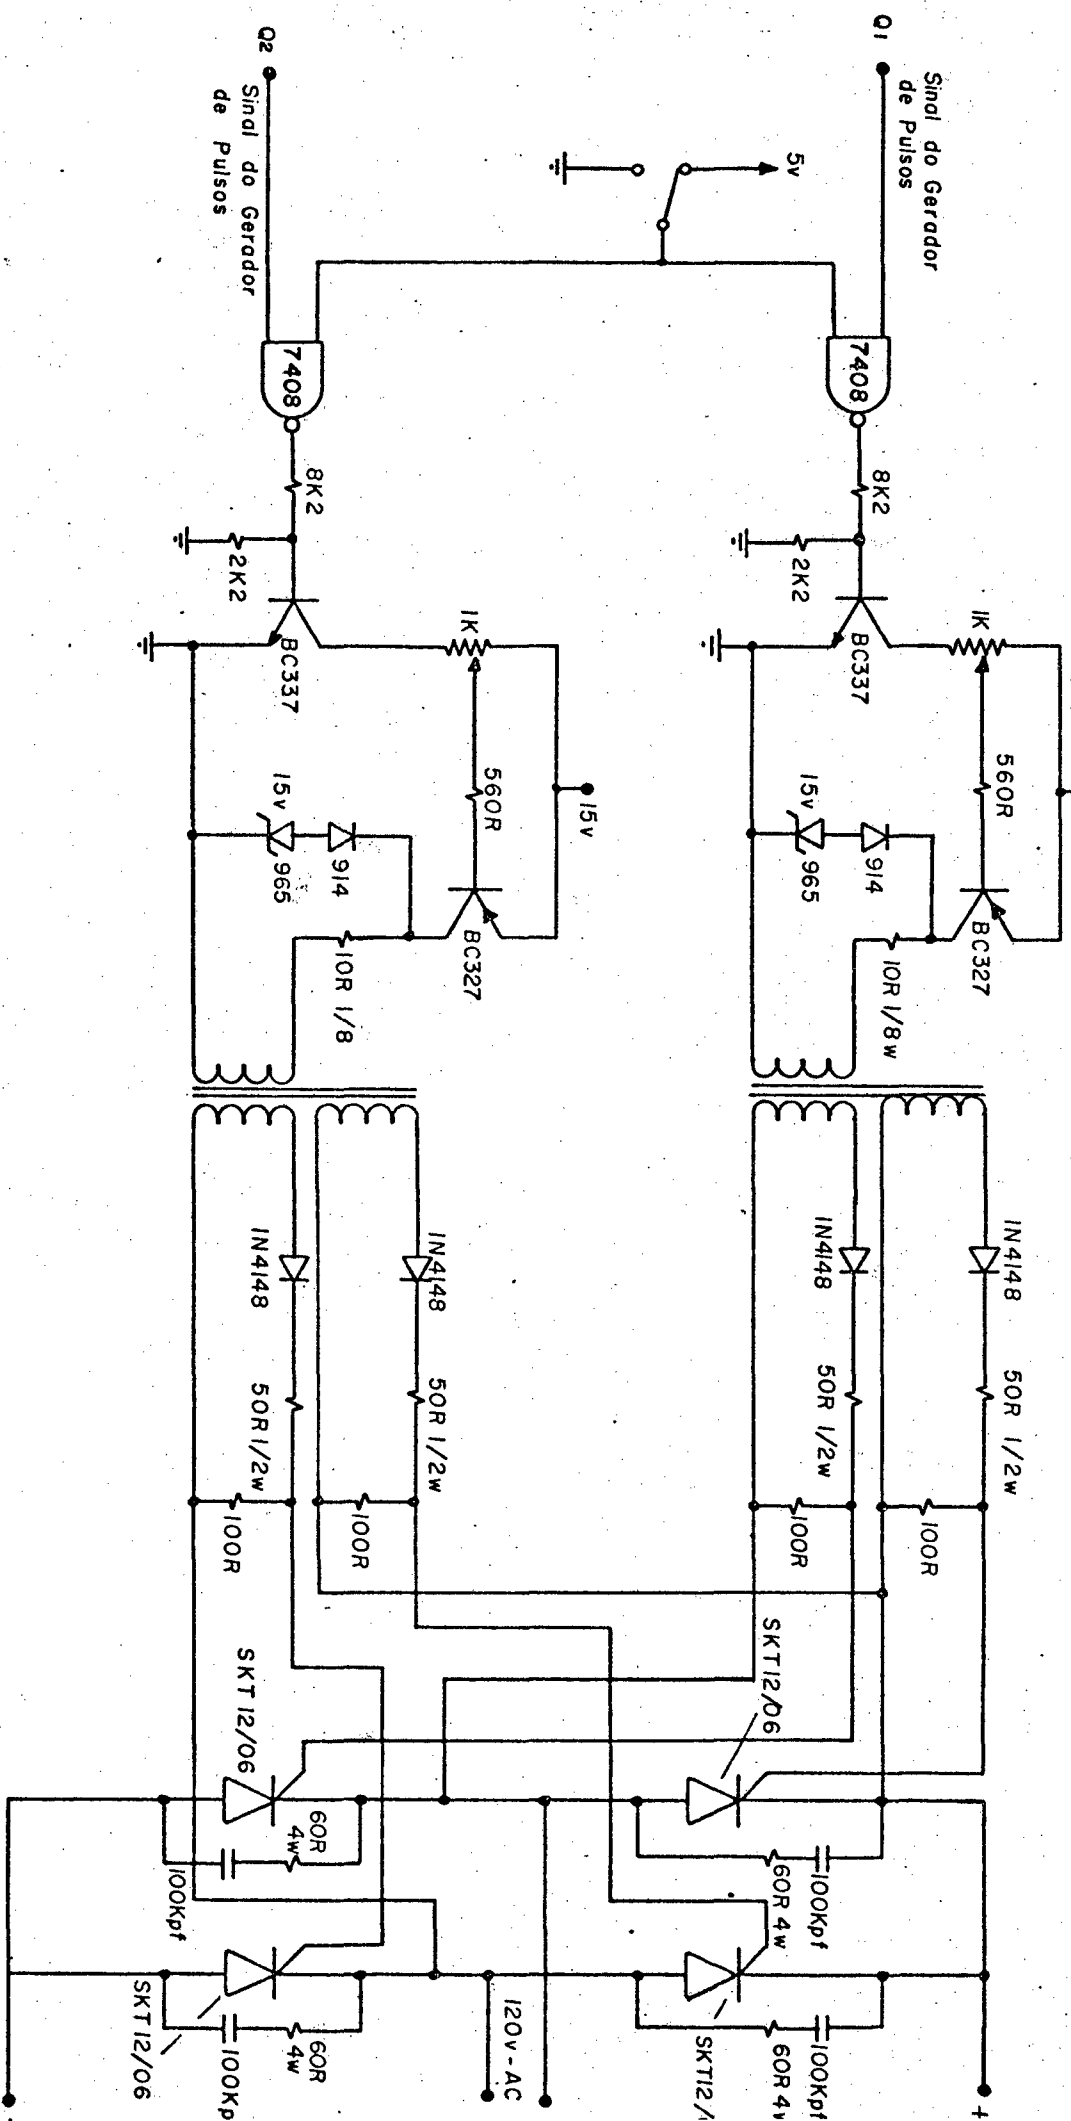 Q1
Sinal do Gerador
de Pulsos
5v
Q2
Sinal do Gerador
de Pulsos
7408
8K2
2K2
BC337
1K
560R
15v
965
914
BC327
10R 1/8w
1N4148
50R 1/2w
100R
1N4148
50R 1/2w
100R
7408
8K2
2K2
BC337
1K
560R
15v
15v
965
914
BC327
10R 1/8
1N4148
50R 1/2w
100R
1N4148
50R 1/2w
100R
SKT12/06
60R 4w
100Kpf
+
60R 4w
100Kpf
SKT 12/06
60R
4w
100Kpf
120v-AC
SKT 12/06
60R
4w